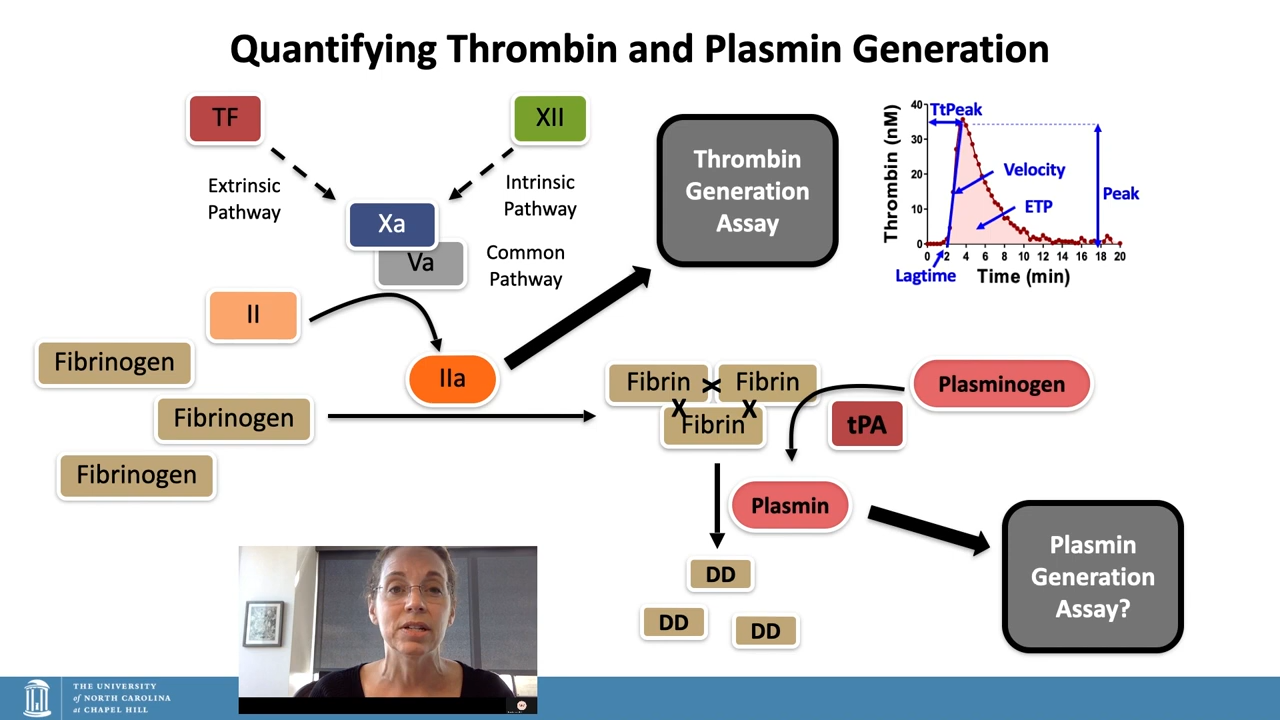 Quantifying Thrombin and Plasmin Generation
TF
XII
Extrinsic
Pathway
Intrinsic
Pathway
Xa
Va
Common
Pathway
II
IIa
Fibrinogen
Fibrinogen
Fibrinogen
Thrombin
Generation
Assay
Thrombin (nM)
40
30
20
10
0
TtPeak
Velocity
ETP
Peak
0 2 4 6 8 10 12 14 16 18 20
Lagtime
Time (min)
Fibrin
X
Fibrin
X
X
Fibrin
Plasminogen
tPA
Plasmin
DD
DD
DD
Plasmin
Generation
Assay?
THE UNIVERSITY
of NORTH CAROLINA
at CHAPEL HILL